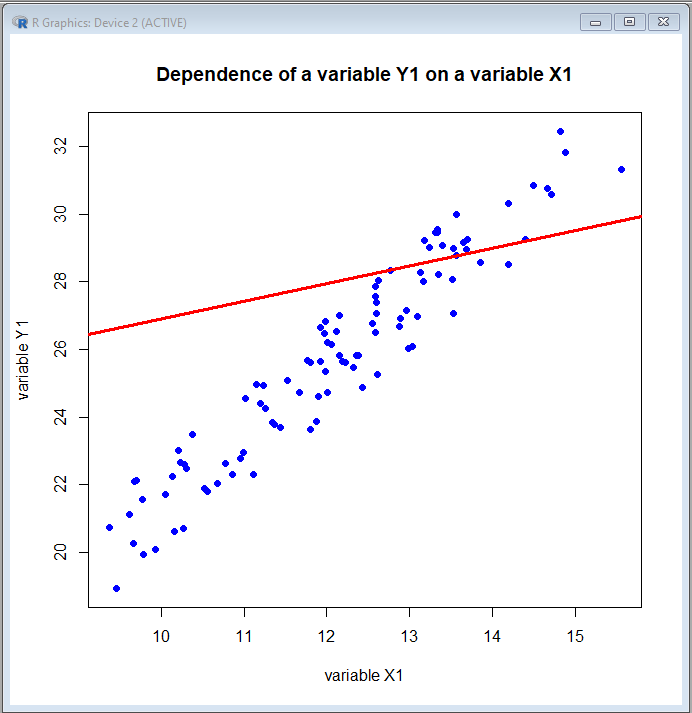 R Graphics: Device 2 (ACTIVE)
Dependence of a variable Y1 on a variable X1
32
30
28
26
24
22
20
variable Y1
10 11 12 13 14 15
variable X1